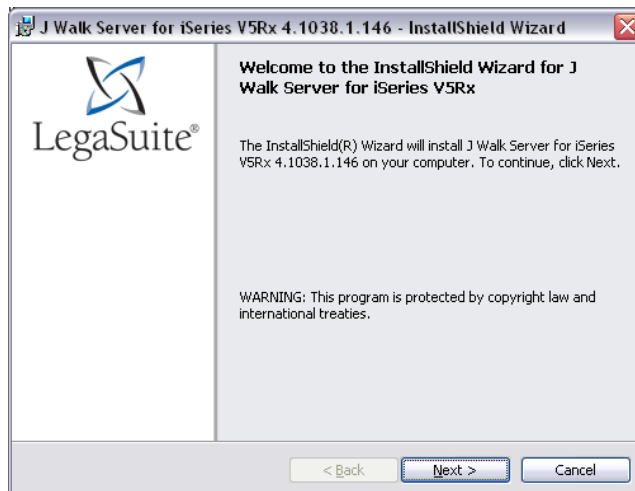 J Walk Server for iSeries V5Rx 4.1038.1.146 - InstallShield Wizard
LegaSuite®
Welcome to the InstallShield Wizard for J
Walk Server for iSeries V5Rx
The InstallShield(R) Wizard will install J Walk Server for iSeries
V5Rx 4.1038.1.146 on your computer. To continue, click Next.
WARNING: This program is protected by copyright law and
international treaties.
< Back
Next >
Cancel